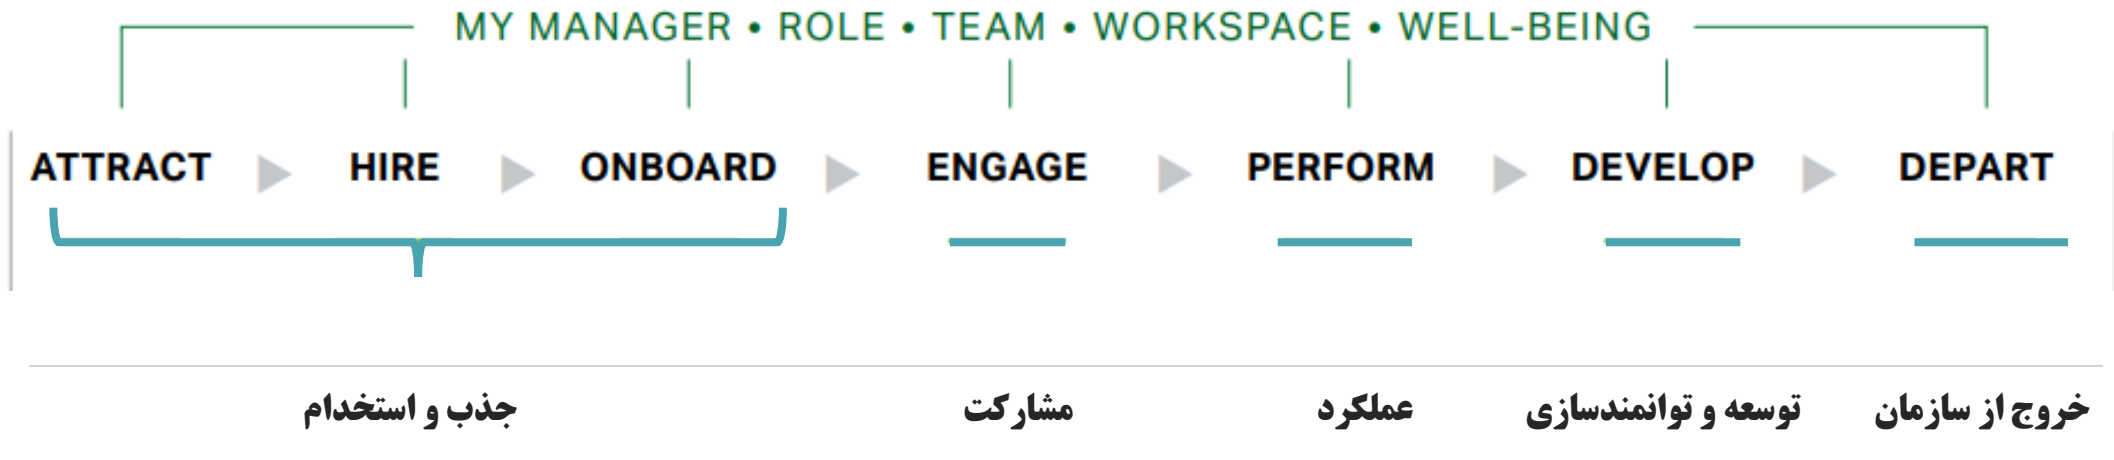 MY MANAGER • ROLE • TEAM • WORKSPACE • WELL-BEING
ATTRACT HIRE ONBOARD ENGAGE PERFORM DEVELOP DEPART
جذب و استخدام
مشارکت
عملکرد
توسعه و توانمندسازی
خروج از سازمان